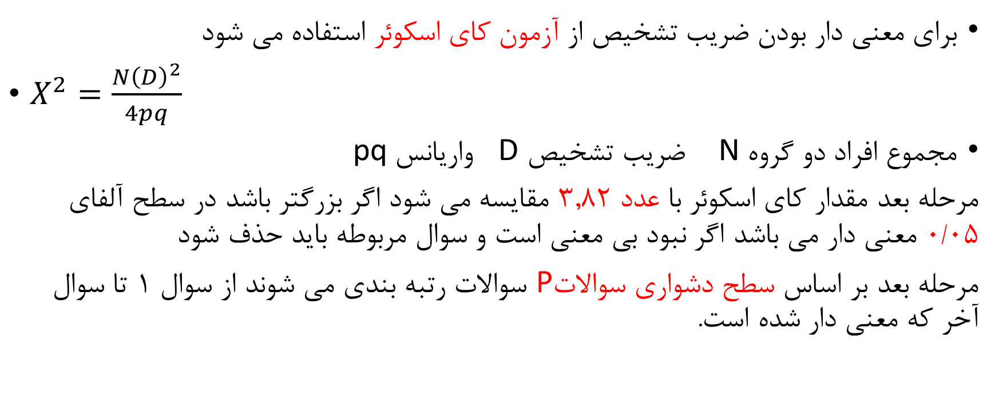 • برای معنی دار بودن ضریب تشخیص از آزمون کای اسکوئر استفاده می شود
• X² = N(D)² / 4pq
• مجموع افراد دو گروه N ضریب تشخیص D واریانس pq
مرحله بعد مقدار کای اسکوئر با عدد ۳,۸۲ مقایسه می شود اگر بزرگتر باشد در سطح آلفای
۰/۰۵ معنی دار می باشد اگر نبود بی معنی است و سوال مربوطه باید حذف شود
مرحله بعد بر اساس سطح دشواری سوالاتP سوالات رتبه بندی می شوند از سوال ۱ تا سوال
آخر که معنی دار شده است.